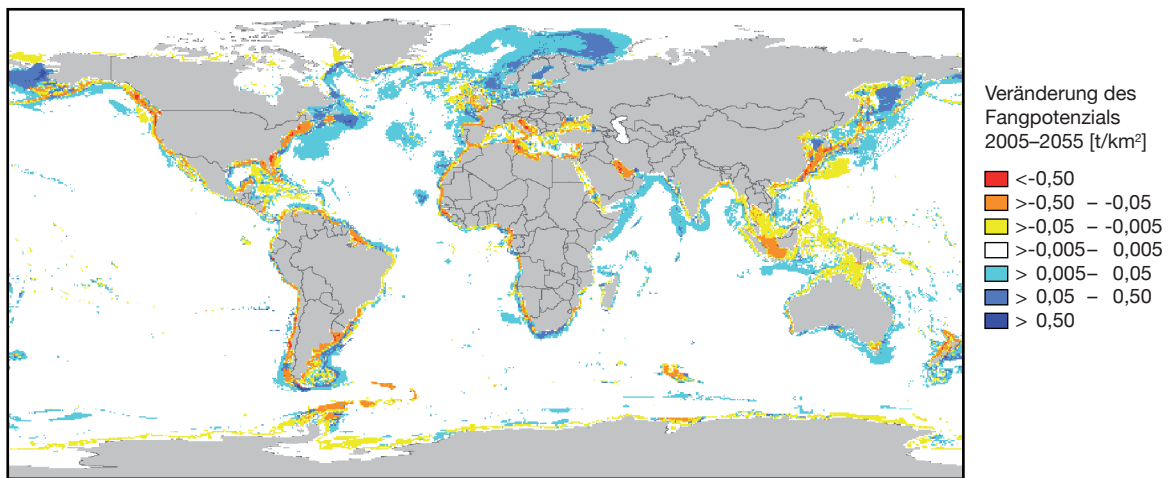 Veränderung des
Fangpotenzials
2005–2055 [t/km²]
<-0,50
>-0,50 – -0,05
>-0,05 – -0,005
>-0,005– 0,005
> 0,005– 0,05
> 0,05 – 0,50
> 0,50